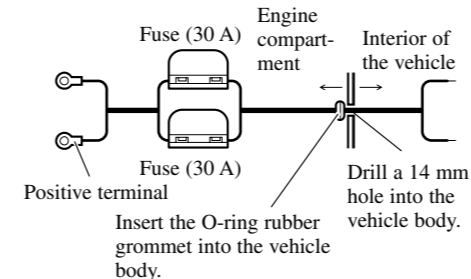 Fuse (30 A)
Engine
compart-
ment
Interior of
the vehicle
Fuse (30 A)
Positive terminal
Insert the O-ring rubber
grommet into the vehicle
body.
Drill a 14 mm
hole into the
vehicle body.